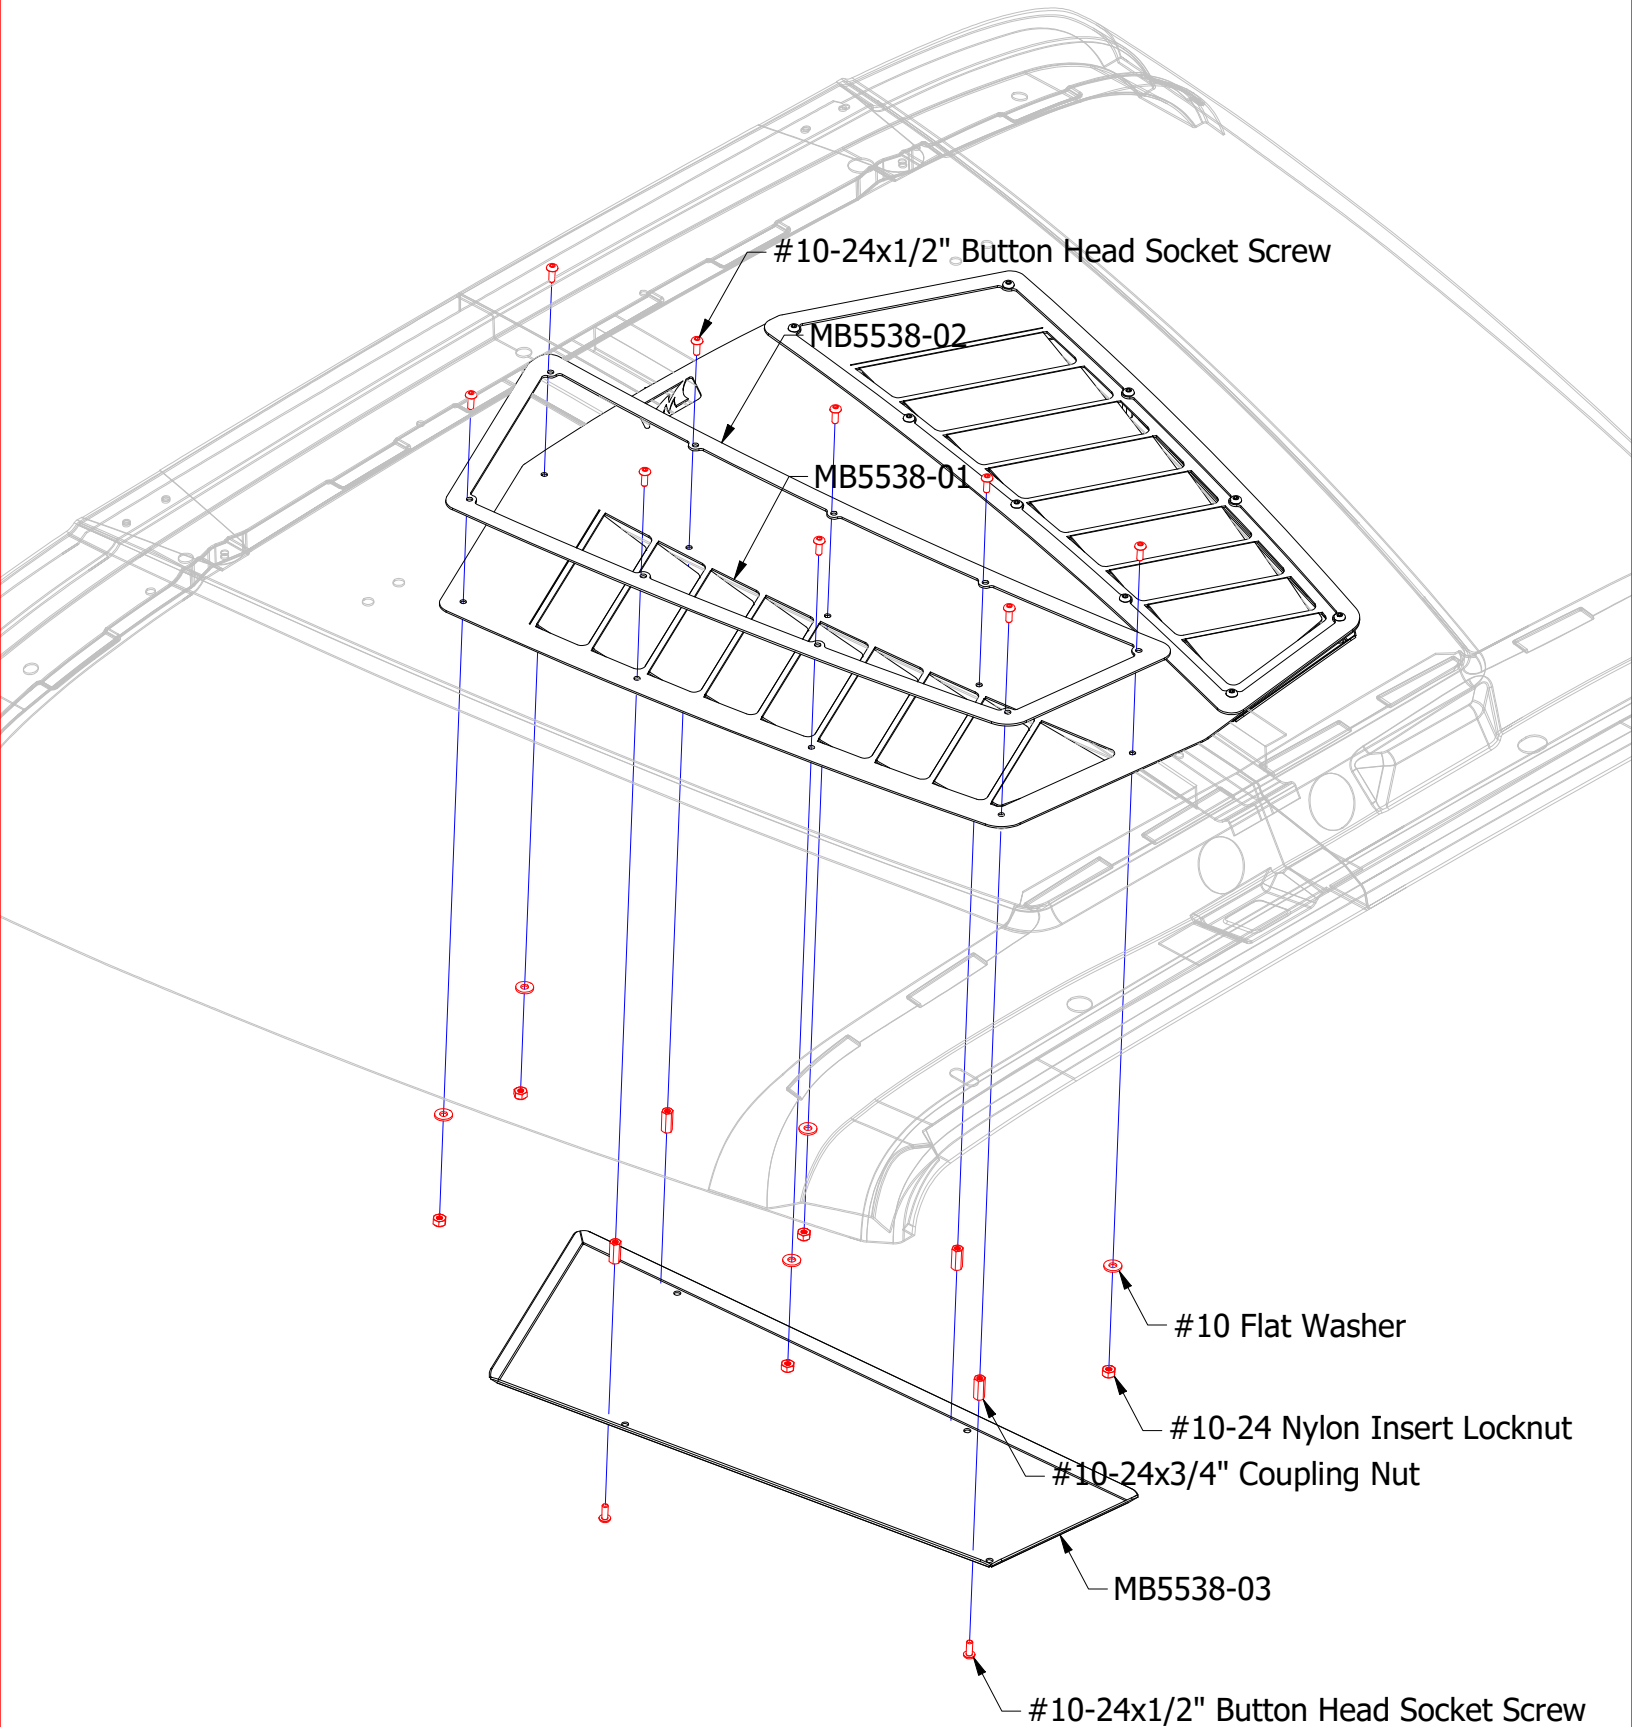 #10-24x1/2" Button Head Socket Screw
MB5538-02
MB5538-01
#10 Flat Washer
#10-24 Nylon Insert Locknut
#10-24x3/4" Coupling Nut
MB5538-03
#10-24x1/2" Button Head Socket Screw